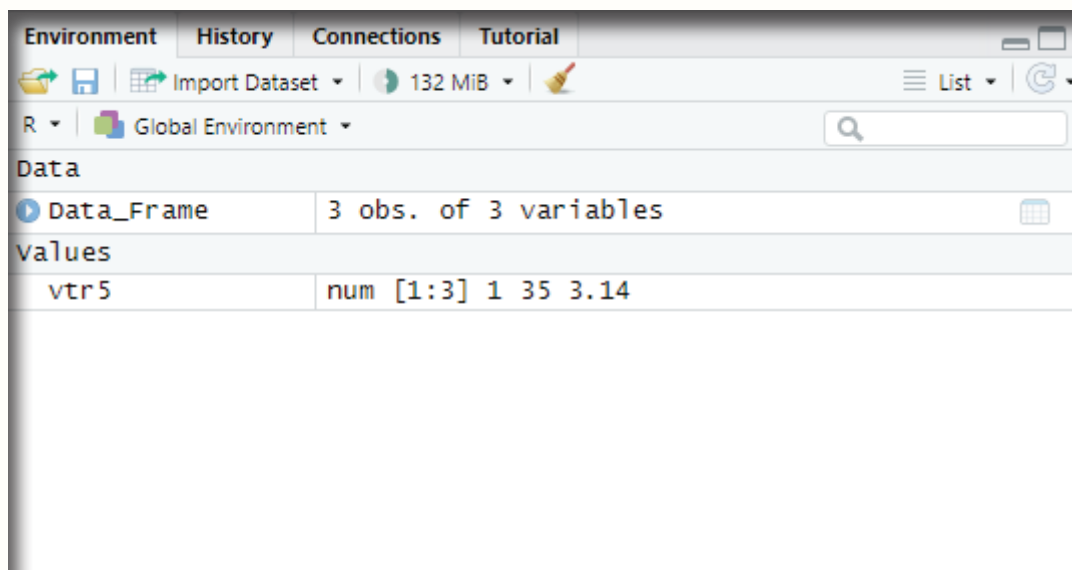 Environment History Connections Tutorial
Import Dataset 132 MiB List
R Global Environment
Data
Data_Frame 3 obs. of 3 variables
Values
vtr5 num [1:3] 1 35 3.14